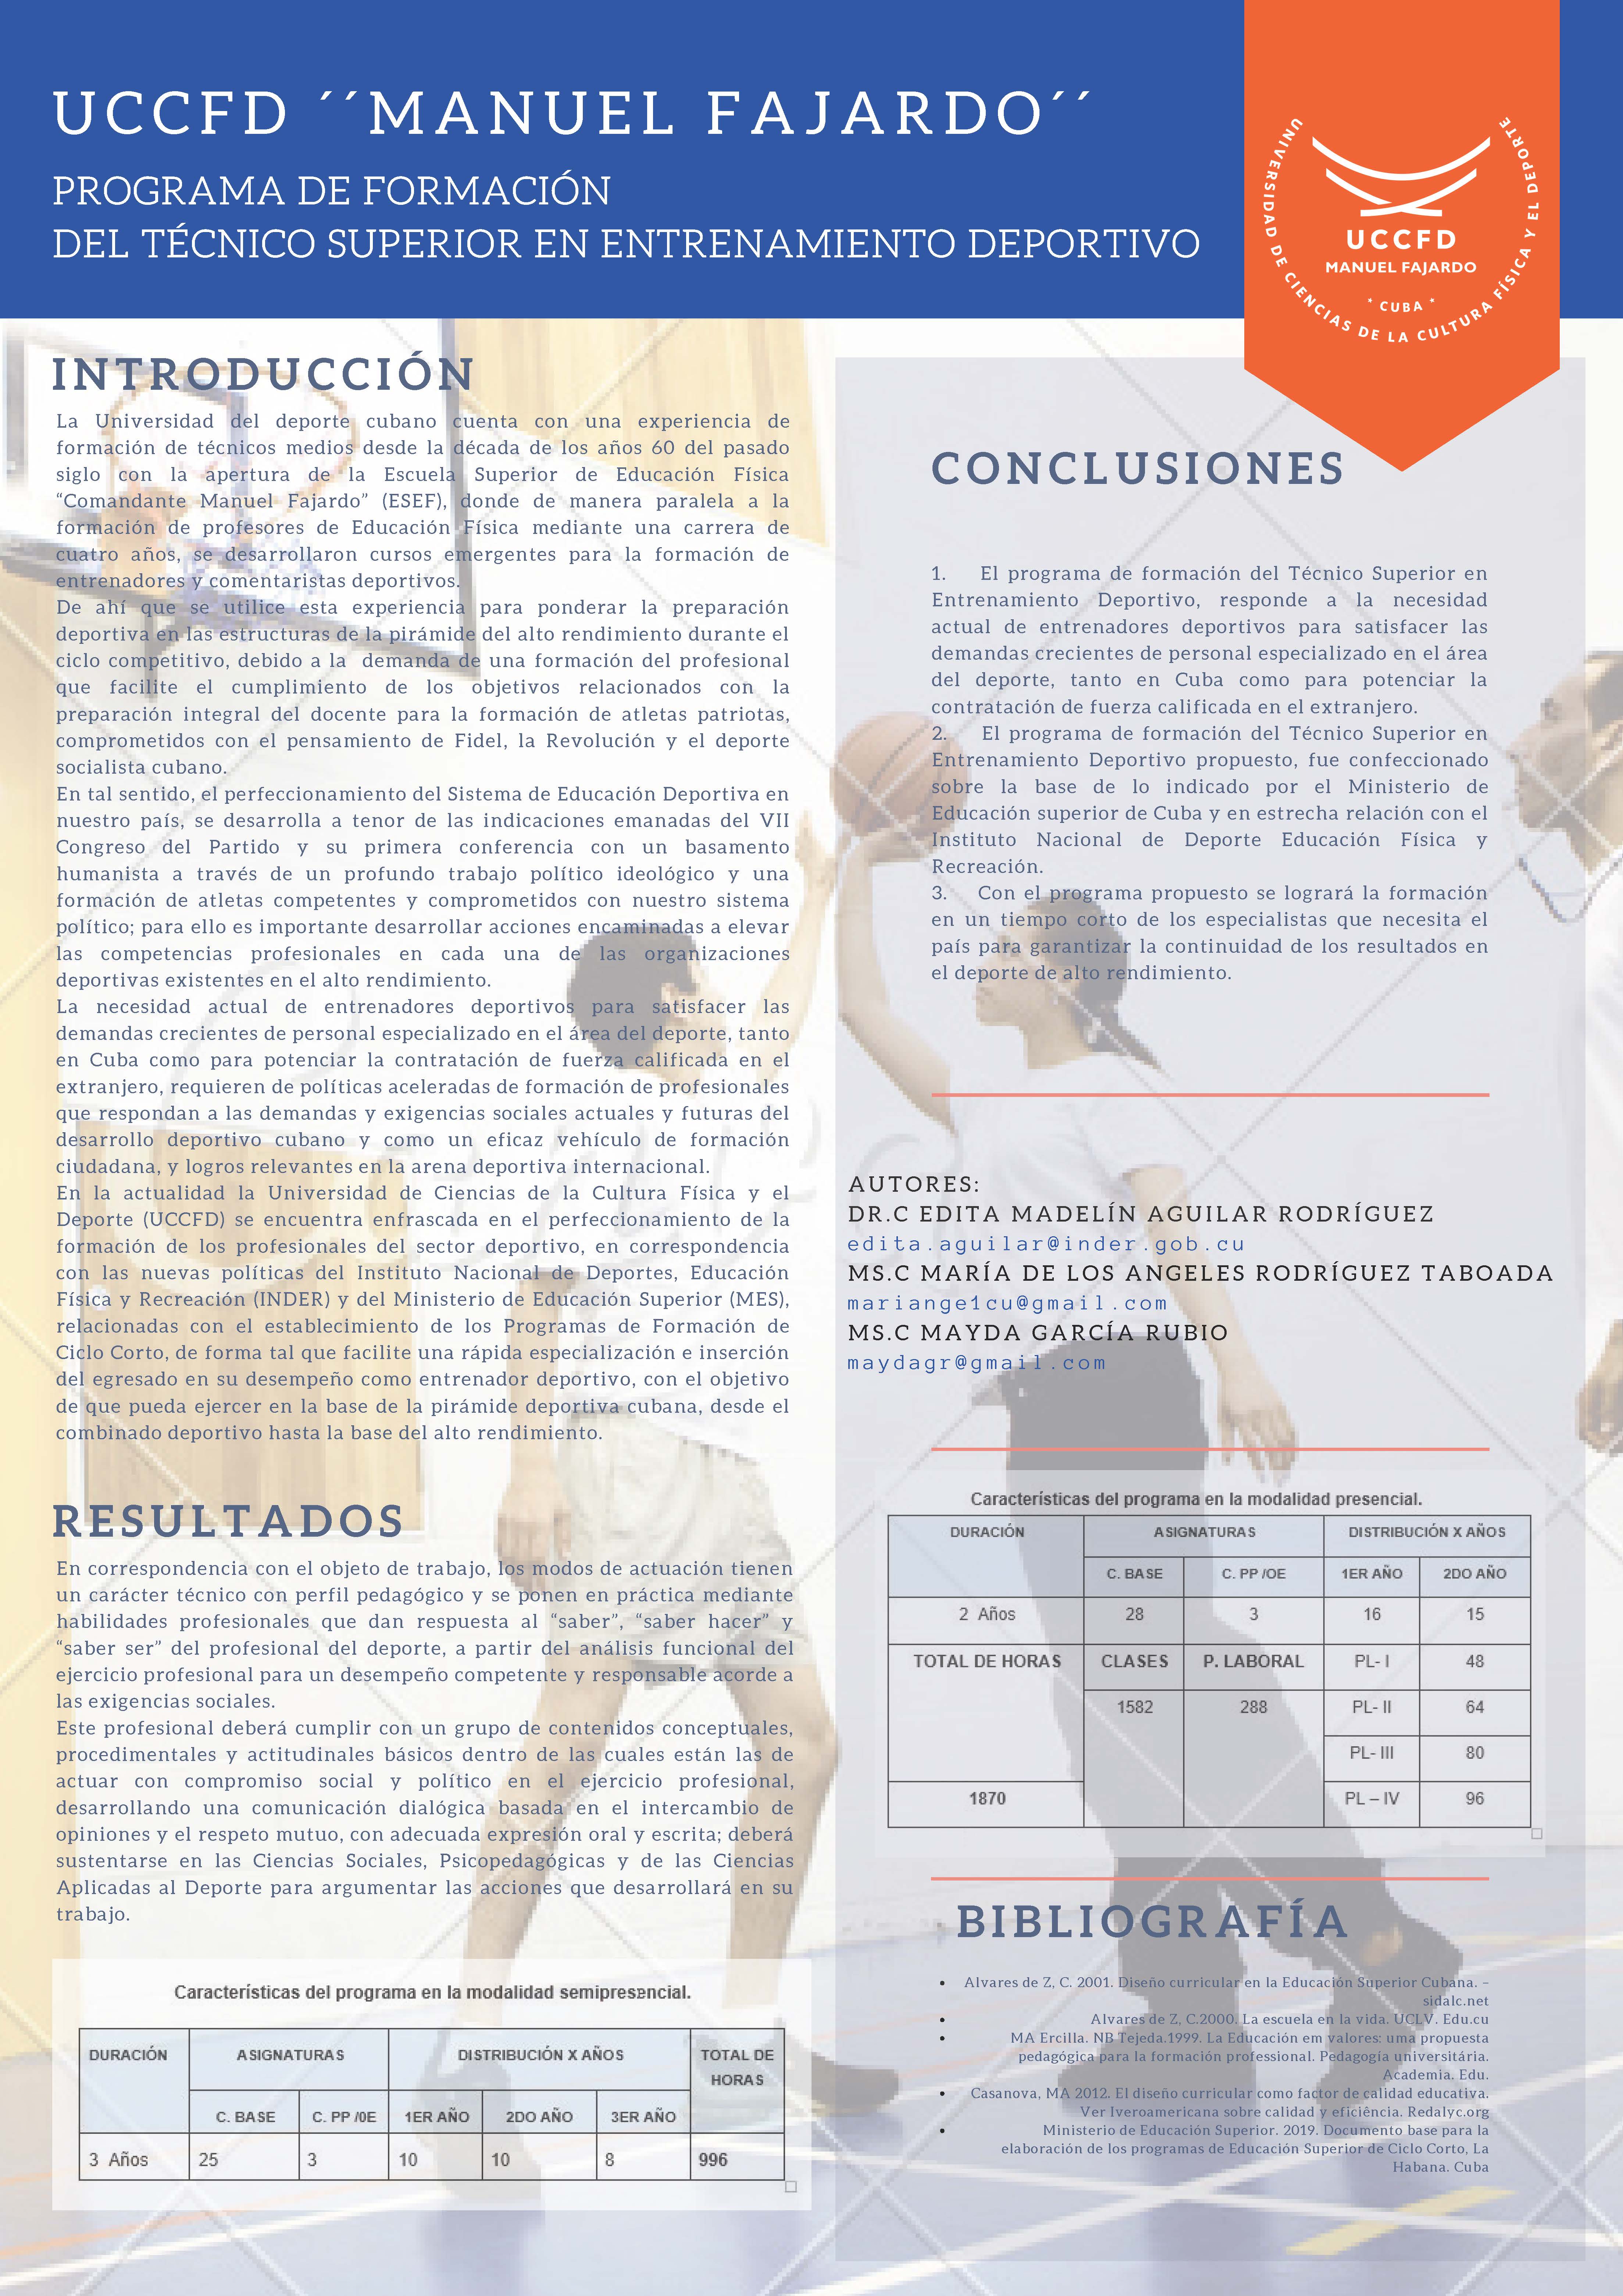 UCCFD ´´MANUEL FAJARDO´´
PROGRAMA DE FORMACIÓN
DEL TÉCNICO SUPERIOR EN ENTRENAMIENTO DEPORTIVO
UNIVERSIDAD DE CIENCIAS DE LA CULTURA FÍSICA Y EL DEPORTE
UCCFD
MANUEL FAJARDO
* CUBA *
INTRODUCCIÓN
La Universidad del deporte cubano cuenta con una experiencia de
formación de técnicos medios desde la década de los años 60 del pasado
siglo con la apertura de la Escuela Superior de Educación Física
“Comandante Manuel Fajardo” (ESEF), donde de manera paralela a la
formación de profesores de Educación Física mediante una carrera de
cuatro años, se desarrollaron cursos emergentes para la formación de
entrenadores y comentaristas deportivos.
De ahí que se utilice esta experiencia para ponderar la preparación
deportiva en las estructuras de la pirámide del alto rendimiento durante el
ciclo competitivo, debido a la demanda de una formación del profesional
que facilite el cumplimiento de los objetivos relacionados con la
preparación integral del docente para la formación de atletas patriotas,
comprometidos con el pensamiento de Fidel, la Revolución y el deporte
socialista cubano.
En tal sentido, el perfeccionamiento del Sistema de Educación Deportiva en
nuestro país, se desarrolla a tenor de las indicaciones emanadas del VII
Congreso del Partido y su primera conferencia con un basamento
humanista a través de un profundo trabajo político ideológico y una
formación de atletas competentes y comprometidos con nuestro sistema
político; para ello es importante desarrollar acciones encaminadas a elevar
las competencias profesionales en cada una de las organizaciones
deportivas existentes en el alto rendimiento.
La necesidad actual de entrenadores deportivos para satisfacer las
demandas crecientes de personal especializado en el área del deporte, tanto
en Cuba como para potenciar la contratación de fuerza calificada en el
extranjero, requieren de políticas aceleradas de formación de profesionales
que respondan a las demandas y exigencias sociales actuales y futuras del
desarrollo deportivo cubano y como un eficaz vehículo de formación
ciudadana, y logros relevantes en la arena deportiva internacional.
En la actualidad la Universidad de Ciencias de la Cultura Física y el
Deporte (UCCFD) se encuentra enfrascada en el perfeccionamiento de la
formación de los profesionales del sector deportivo, en correspondencia
con las nuevas políticas del Instituto Nacional de Deportes, Educación
Física y Recreación (INDER) y del Ministerio de Educación Superior (MES),
relacionadas con el establecimiento de los Programas de Formación de
Ciclo Corto, de forma tal que facilite una rápida especialización e inserción
del egresado en su desempeño como entrenador deportivo, con el objetivo
de que pueda ejercer en la base de la pirámide deportiva cubana, desde el
combinado deportivo hasta la base del alto rendimiento.
RESULTADOS
En correspondencia con el objeto de trabajo, los modos de actuación tienen
un carácter técnico con perfil pedagógico y se ponen en práctica mediante
habilidades profesionales que dan respuesta al “saber”, “saber hacer” y
“saber ser” del profesional del deporte, a partir del análisis funcional del
ejercicio profesional para un desempeño competente y responsable acorde a
las exigencias sociales.
Este profesional deberá cumplir con un grupo de contenidos conceptuales,
procedimentales y actitudinales básicos dentro de las cuales están las de
actuar con compromiso social y político en el ejercicio profesional,
desarrollando una comunicación dialógica basada en el intercambio de
opiniones y el respeto mutuo, con adecuada expresión oral y escrita; deberá
sustentarse en las Ciencias Sociales, Psicopedagógicas y de las Ciencias
Aplicadas al Deporte para argumentar las acciones que desarrollará en su
trabajo.
Características del programa en la modalidad semipresencial.
DURACIÓN ASIGNATURAS DISTRIBUCIÓN X AÑOS TOTAL DE
HORAS
C. BASE C. PP /0E 1ER AÑO 2DO AÑO 3ER AÑO
3 Años 25 3 10 10 8 996
CONCLUSIONES
1. El programa de formación del Técnico Superior en
Entrenamiento Deportivo, responde a la necesidad
actual de entrenadores deportivos para satisfacer las
demandas crecientes de personal especializado en el área
del deporte, tanto en Cuba como para potenciar la
contratación de fuerza calificada en el extranjero.
2. El programa de formación del Técnico Superior en
Entrenamiento Deportivo propuesto, fue confeccionado
sobre la base de lo indicado por el Ministerio de
Educación superior de Cuba y en estrecha relación con el
Instituto Nacional de Deporte Educación Física y
Recreación.
3. Con el programa propuesto se logrará la formación
en un tiempo corto de los especialistas que necesita el
país para garantizar la continuidad de los resultados en
el deporte de alto rendimiento.
AUTORES:
DR.C EDITA MADELÍN AGUILAR RODRÍGUEZ
edita.aguilar@inder.gob.cu
MS.C MARÍA DE LOS ANGELES RODRÍGUEZ TABOADA
mariange1cu@gmail.com
MS.C MAYDA GARCÍA RUBIO
maydagr@gmail.com
Características del programa en la modalidad presencial.
DURACIÓN ASIGNATURAS DISTRIBUCIÓN X AÑOS
C. BASE C. PP /OE 1ER AÑO 2DO AÑO
2 Años 28 3 16 15
TOTAL DE HORAS CLASES P. LABORAL PL- I 48
1582 288 PL- II 64
PL- III 80
1870 PL – IV 96
BIBLIOGRAFÍA
• Alvares de Z, C. 2001. Diseño curricular en la Educación Superior Cubana. –
sidalc.net
• Alvares de Z, C.2000. La escuela en la vida. UCLV. Edu.cu
• MA Ercilla. NB Tejeda.1999. La Educación em valores: uma propuesta
pedagógica para la formación professional. Pedagogía universitária.
Academia. Edu.
• Casanova, MA 2012. El diseño curricular como factor de calidad educativa.
Ver Iveroamericana sobre calidad y eficiência. Redalyc.org
• Ministerio de Educación Superior. 2019. Documento base para la
elaboración de los programas de Educación Superior de Ciclo Corto, La
Habana. Cuba